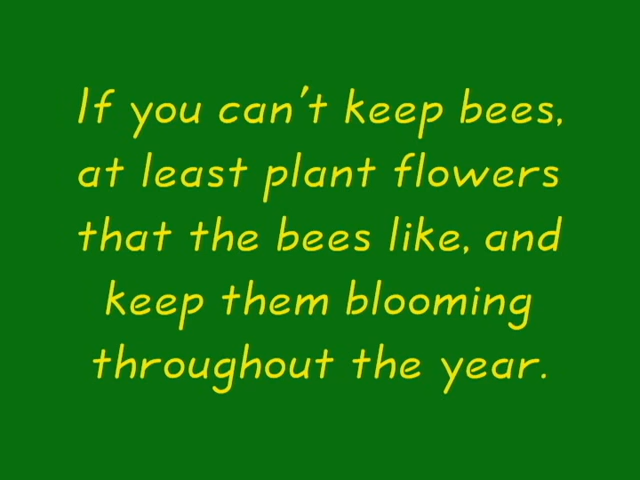 If you can't keep bees,
at least plant flowers
that the bees like, and
keep them blooming
throughout the year.